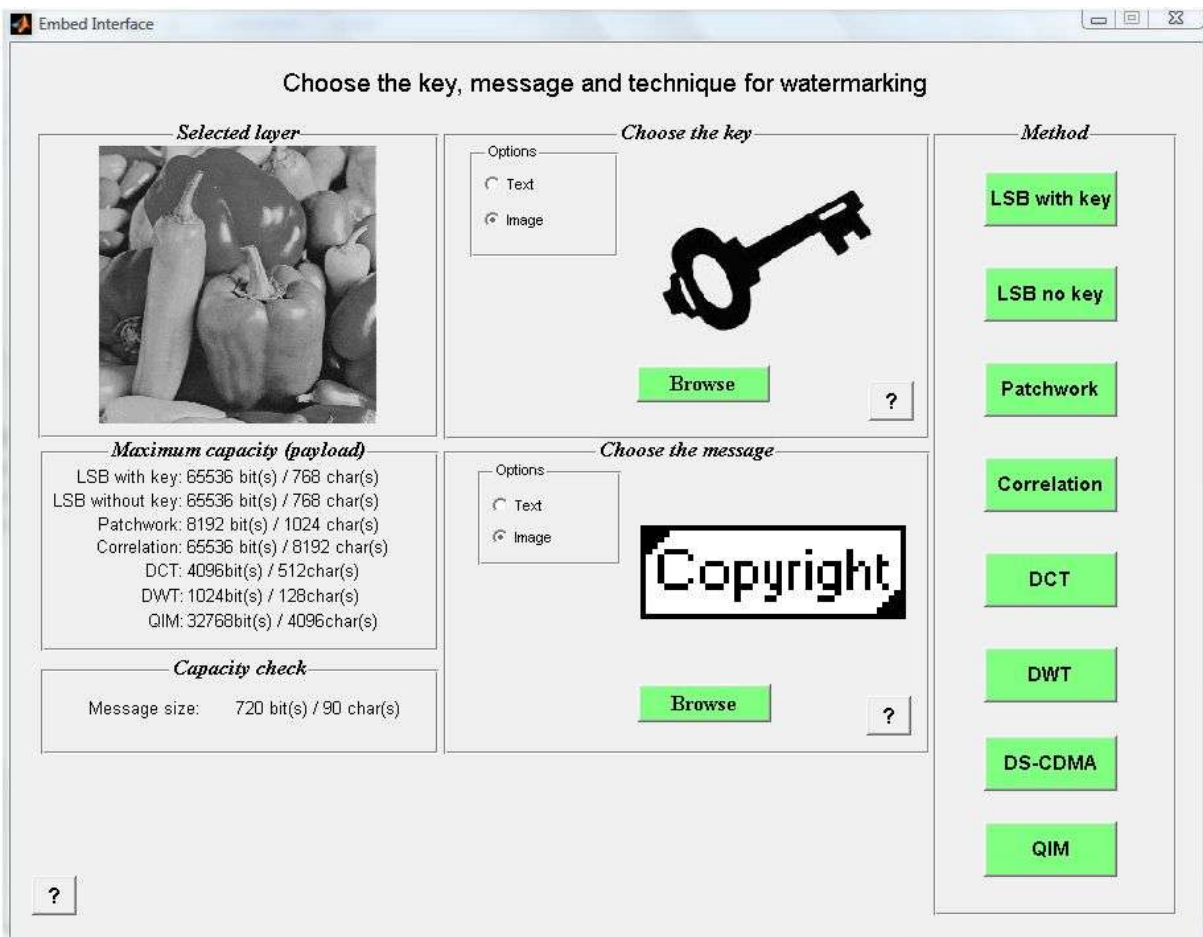 Embed Interface
Choose the key, message and technique for watermarking
Selected layer
Choose the key
Options
Text
Image
Browse
?
Maximum capacity (payload)
LSB with key: 65536 bit(s) / 768 char(s)
LSB without key: 65536 bit(s) / 768 char(s)
Patchwork: 8192 bit(s) / 1024 char(s)
Correlation: 65536 bit(s) / 8192 char(s)
DCT: 4096bit(s) / 512char(s)
DWT: 1024bit(s) / 128char(s)
QIM: 32768bit(s) / 4096char(s)
Capacity check
Message size: 720 bit(s) / 90 char(s)
Choose the message
Options
Text
Image
Copyright
Browse
?
Method
LSB with key
LSB no key
Patchwork
Correlation
DCT
DWT
DS-CDMA
QIM
?